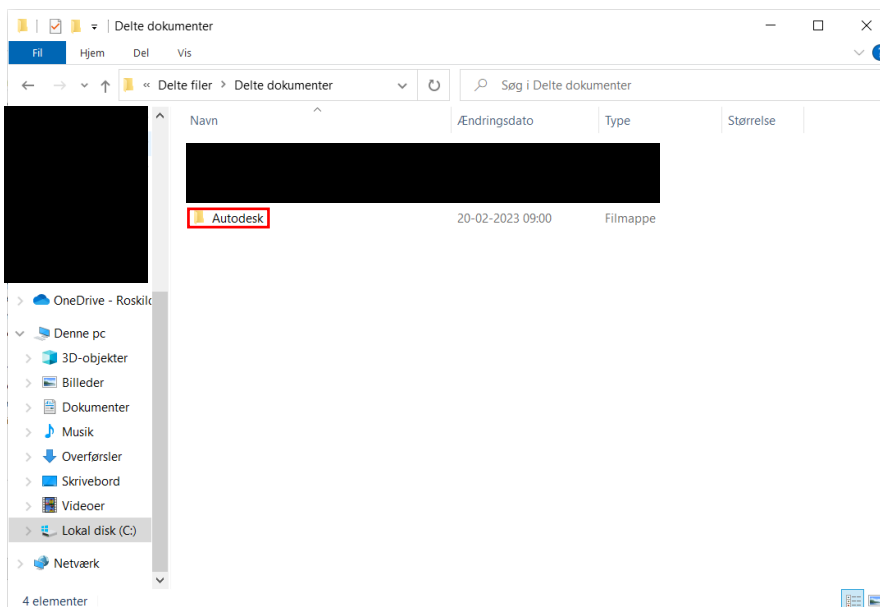 Delte dokumenter
Fil Hjem Del Vis
« Delte filer > Delte dokumenter Søg i Delte dokumenter
Navn Ændringsdato Type Størrelse
Autodesk 20-02-2023 09:00 Filmappe
OneDrive - Roskild
Denne pc
3D-objekter
Billeder
Dokumenter
Musik
Overførsler
Skrivebord
Videoer
Lokal disk (C:)
Netværk
4 elementer